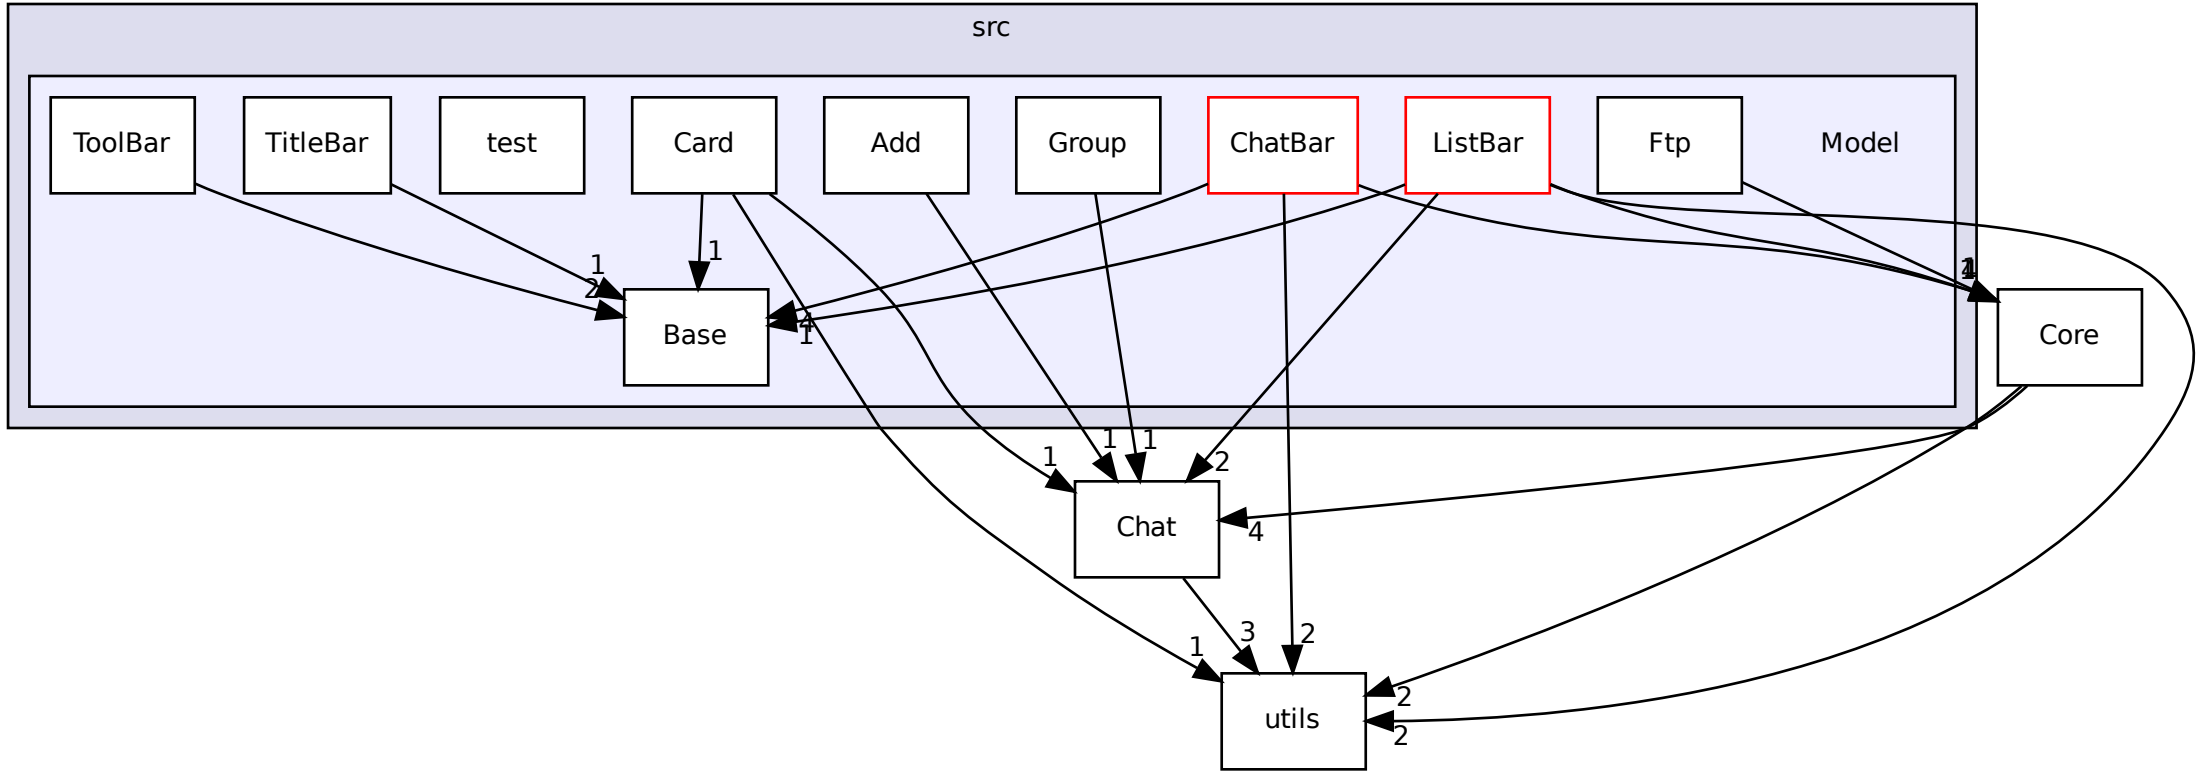 src
ToolBar
TitleBar
test
Card
Add
Group
ChatBar
ListBar
Ftp
Model
1
1
2
4
1
Base
Core
1
1
1
2
Chat
4
1
3
2
2
utils
2